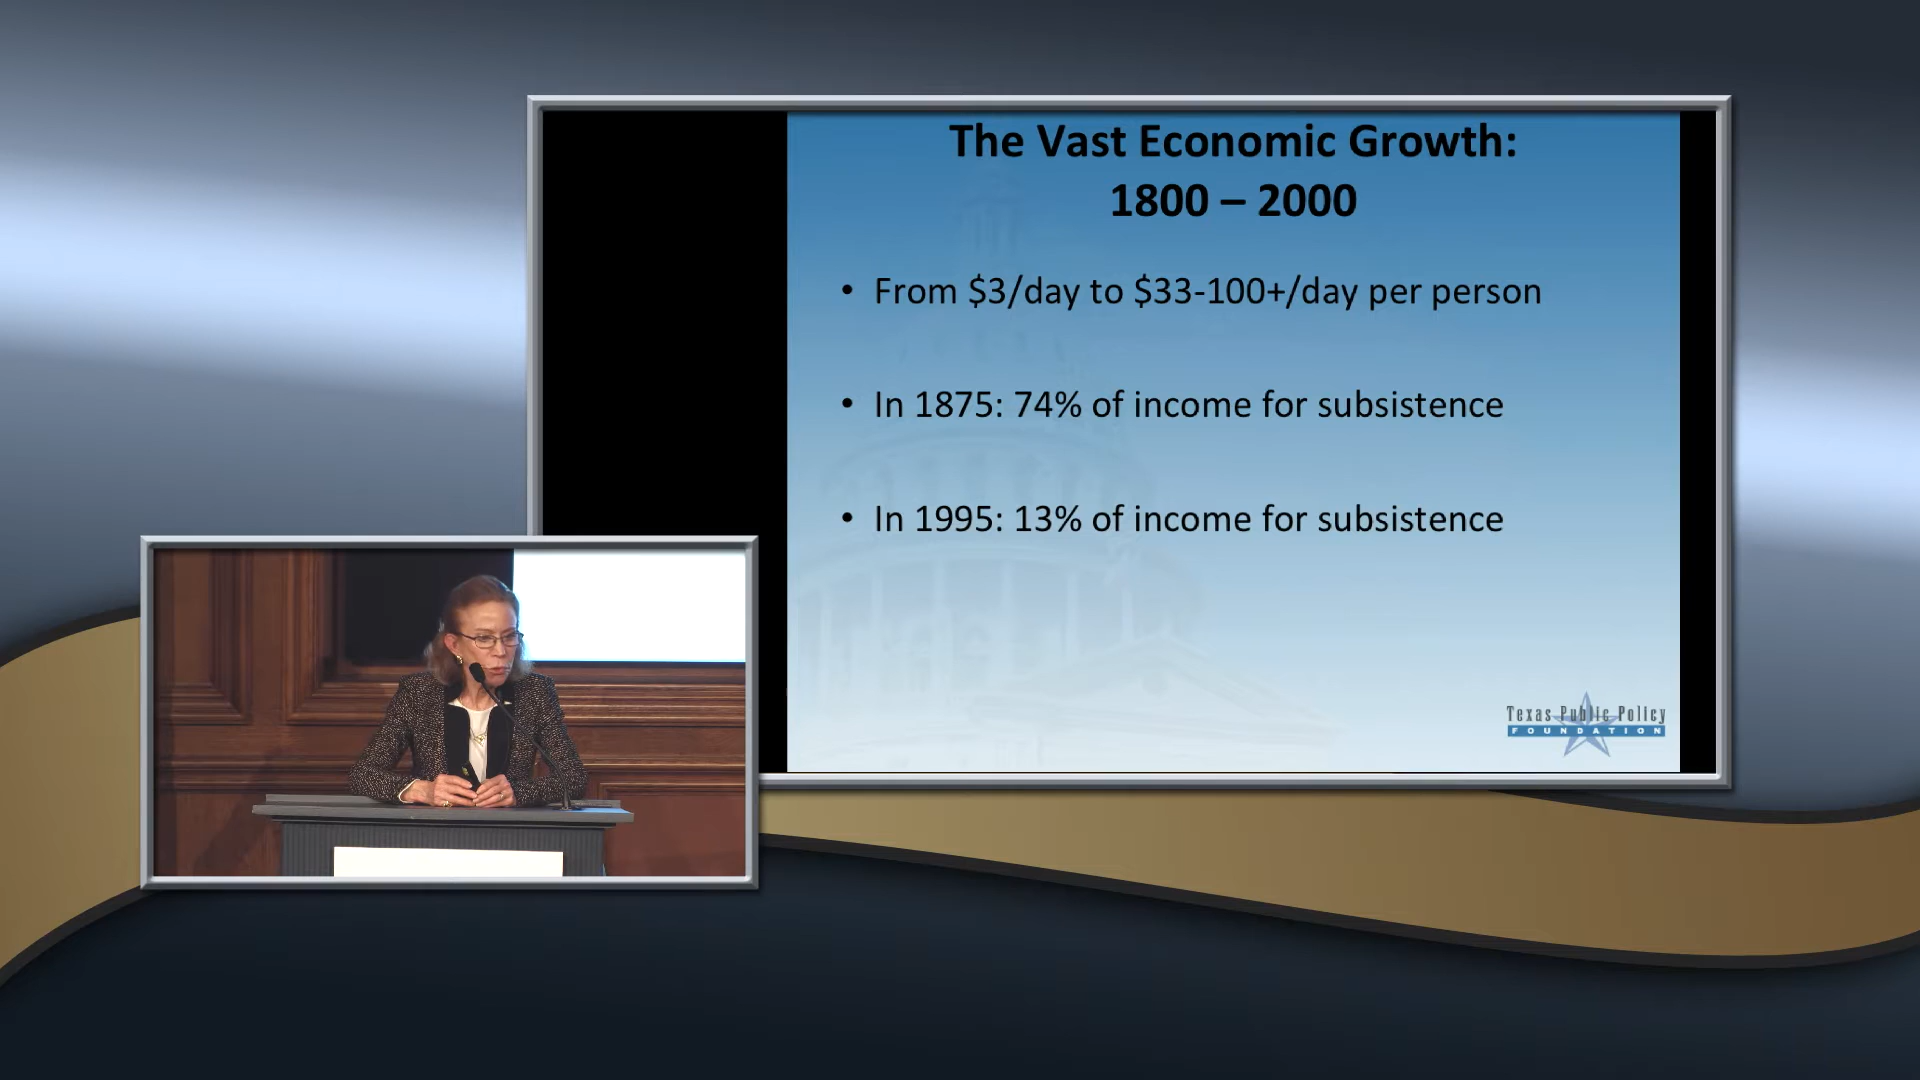 The Vast Economic Growth:
1800 – 2000
• From $3/day to $33-100+/day per person
• In 1875: 74% of income for subsistence
• In 1995: 13% of income for subsistence
Texas Public Policy
FOUNDATION